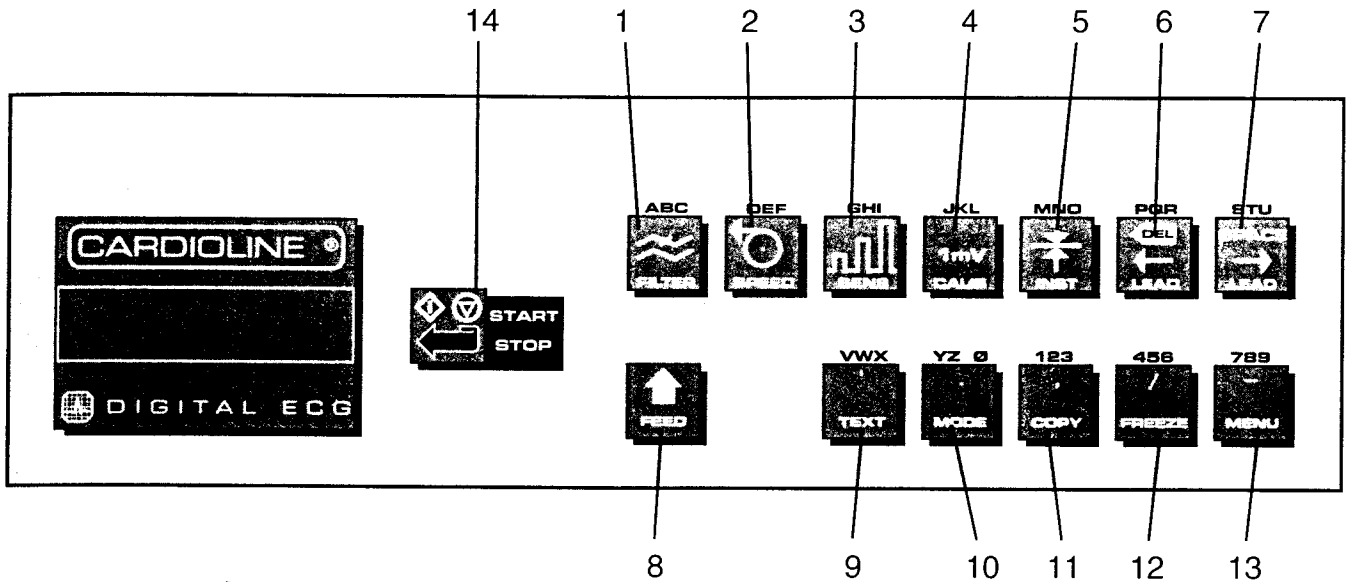 14 1 2 3 4 5 6 7
CARDIOLINE ®
DIGITAL ECG
START
STOP
ABC DEF GHI JKL MNO PQR STU
1mV DEL
FILTER SPEED SENS CALIB INST LEAD LEAD
VWX YZ Ø 123 456 789
' . , / -
FEED TEXT MODE COPY FREEZE MENU
8 9 10 11 12 13